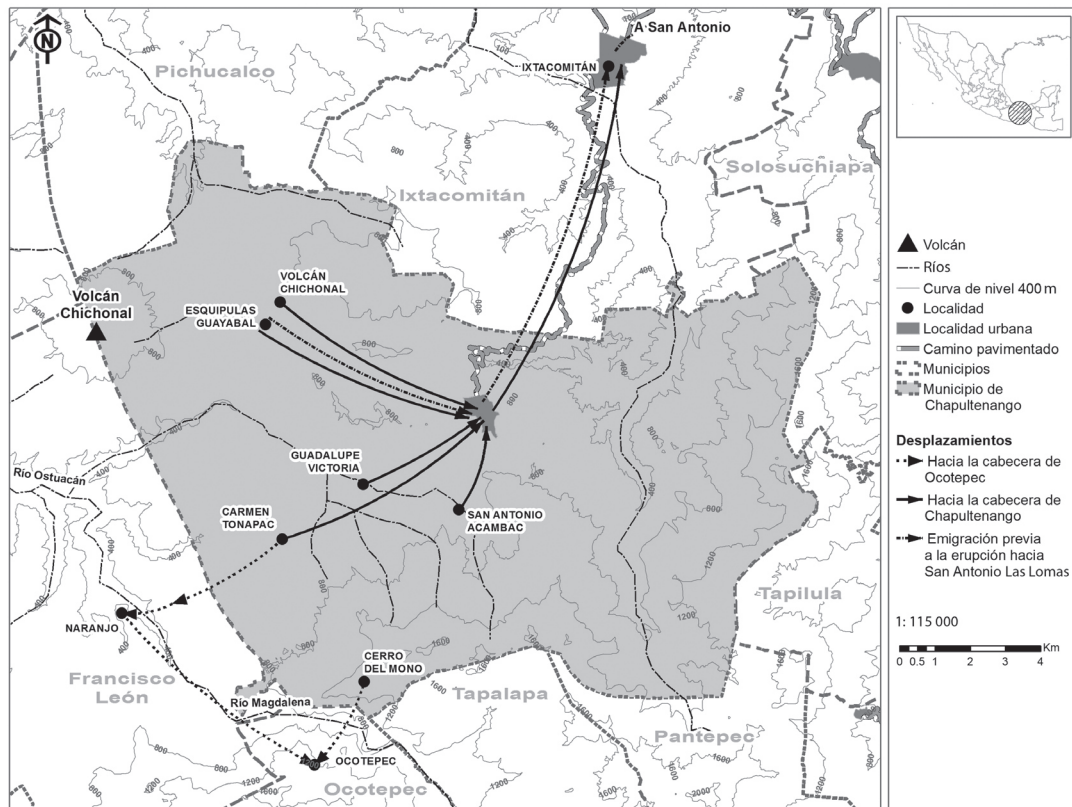 N
A San Antonio
IXTACOMITÁN
Pichucalco
Solosuchiapa
Ixtacomitán
VOLCÁN
CHICHONAL
ESQUIPULAS
GUAYABAL
Volcán
Chichonal
GUADALUPE
VICTORIA
Río Ostuacán
CARMEN
TONAPAC
SAN ANTONIO
ACAMBAC
Tapilula
NARANJO
CERRO
DEL MONO
Francisco
León
Tapalapa
Río Magdalena
Pantepec
OCOTEPEC
Ocotepec
Volcán
Ríos
Curva de nivel 400 m
Localidad
Localidad urbana
Camino pavimentado
Municipios
Municipio de
Chapultenango
Desplazamientos
Hacia la cabecera de
Ocotepec
Hacia la cabecera de
Chapultenango
Emigración previa
a la erupción hacia
San Antonio Las Lomas
1: 115 000
Km
0 0.5 1 2 3 4